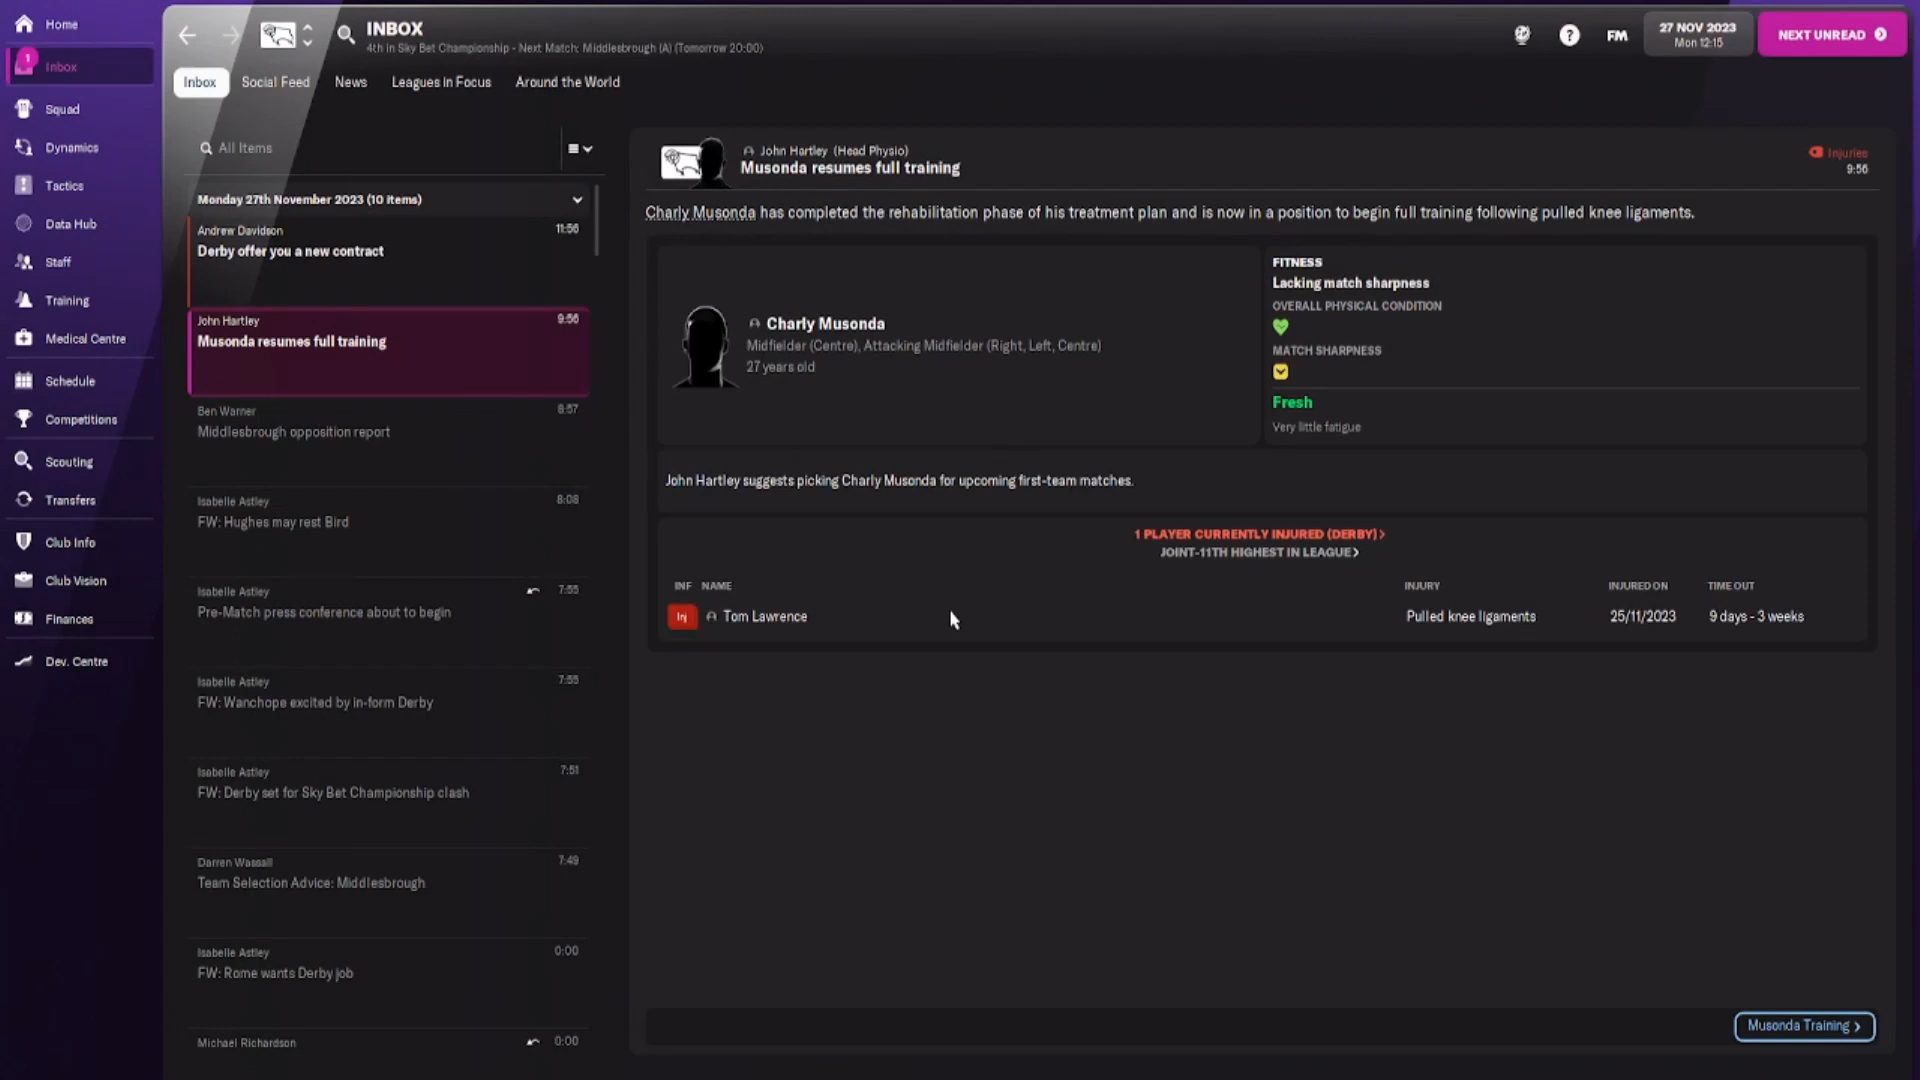 Home
1
Inbox
Squad
Dynamics
Tactics
Data Hub
Staff
Training
Medical Centre
Schedule
Competitions
Scouting
Transfers
Club Info
Club Vision
Finances
Dev. Centre
INBOX
4th in Sky Bet Championship - Next Match: Middlesbrough (A) (Tomorrow 20:00)
?
FM
27 NOV 2023
Mon 12:15
NEXT UNREAD
Inbox Social Feed News Leagues in Focus Around the World
All Items
Monday 27th November 2023 (10 items)
Andrew Davidson 11:56
Derby offer you a new contract
John Hartley 9:56
Musonda resumes full training
Ben Warner 8:57
Middlesbrough opposition report
Isabelle Astley 8:08
FW: Hughes may rest Bird
Isabelle Astley 7:55
Pre-Match press conference about to begin
Isabelle Astley 7:55
FW: Wanchope excited by in-form Derby
Isabelle Astley 7:51
FW: Derby set for Sky Bet Championship clash
Darren Wassall 7:49
Team Selection Advice: Middlesbrough
Isabelle Astley 0:00
FW: Rome wants Derby job
Michael Richardson 0:00
John Hartley (Head Physio)
Musonda resumes full training
Injuries
9:56
Charly Musonda has completed the rehabilitation phase of his treatment plan and is now in a position to begin full training following pulled knee ligaments.
Charly Musonda
Midfielder (Centre), Attacking Midfielder (Right, Left, Centre)
27 years old
FITNESS
Lacking match sharpness
OVERALL PHYSICAL CONDITION
MATCH SHARPNESS
Fresh
Very little fatigue
John Hartley suggests picking Charly Musonda for upcoming first-team matches.
1 PLAYER CURRENTLY INJURED (DERBY) >
JOINT-11TH HIGHEST IN LEAGUE >
INF NAME INJURY INJURED ON TIME OUT
Inj Tom Lawrence Pulled knee ligaments 25/11/2023 9 days - 3 weeks
Musonda Training >